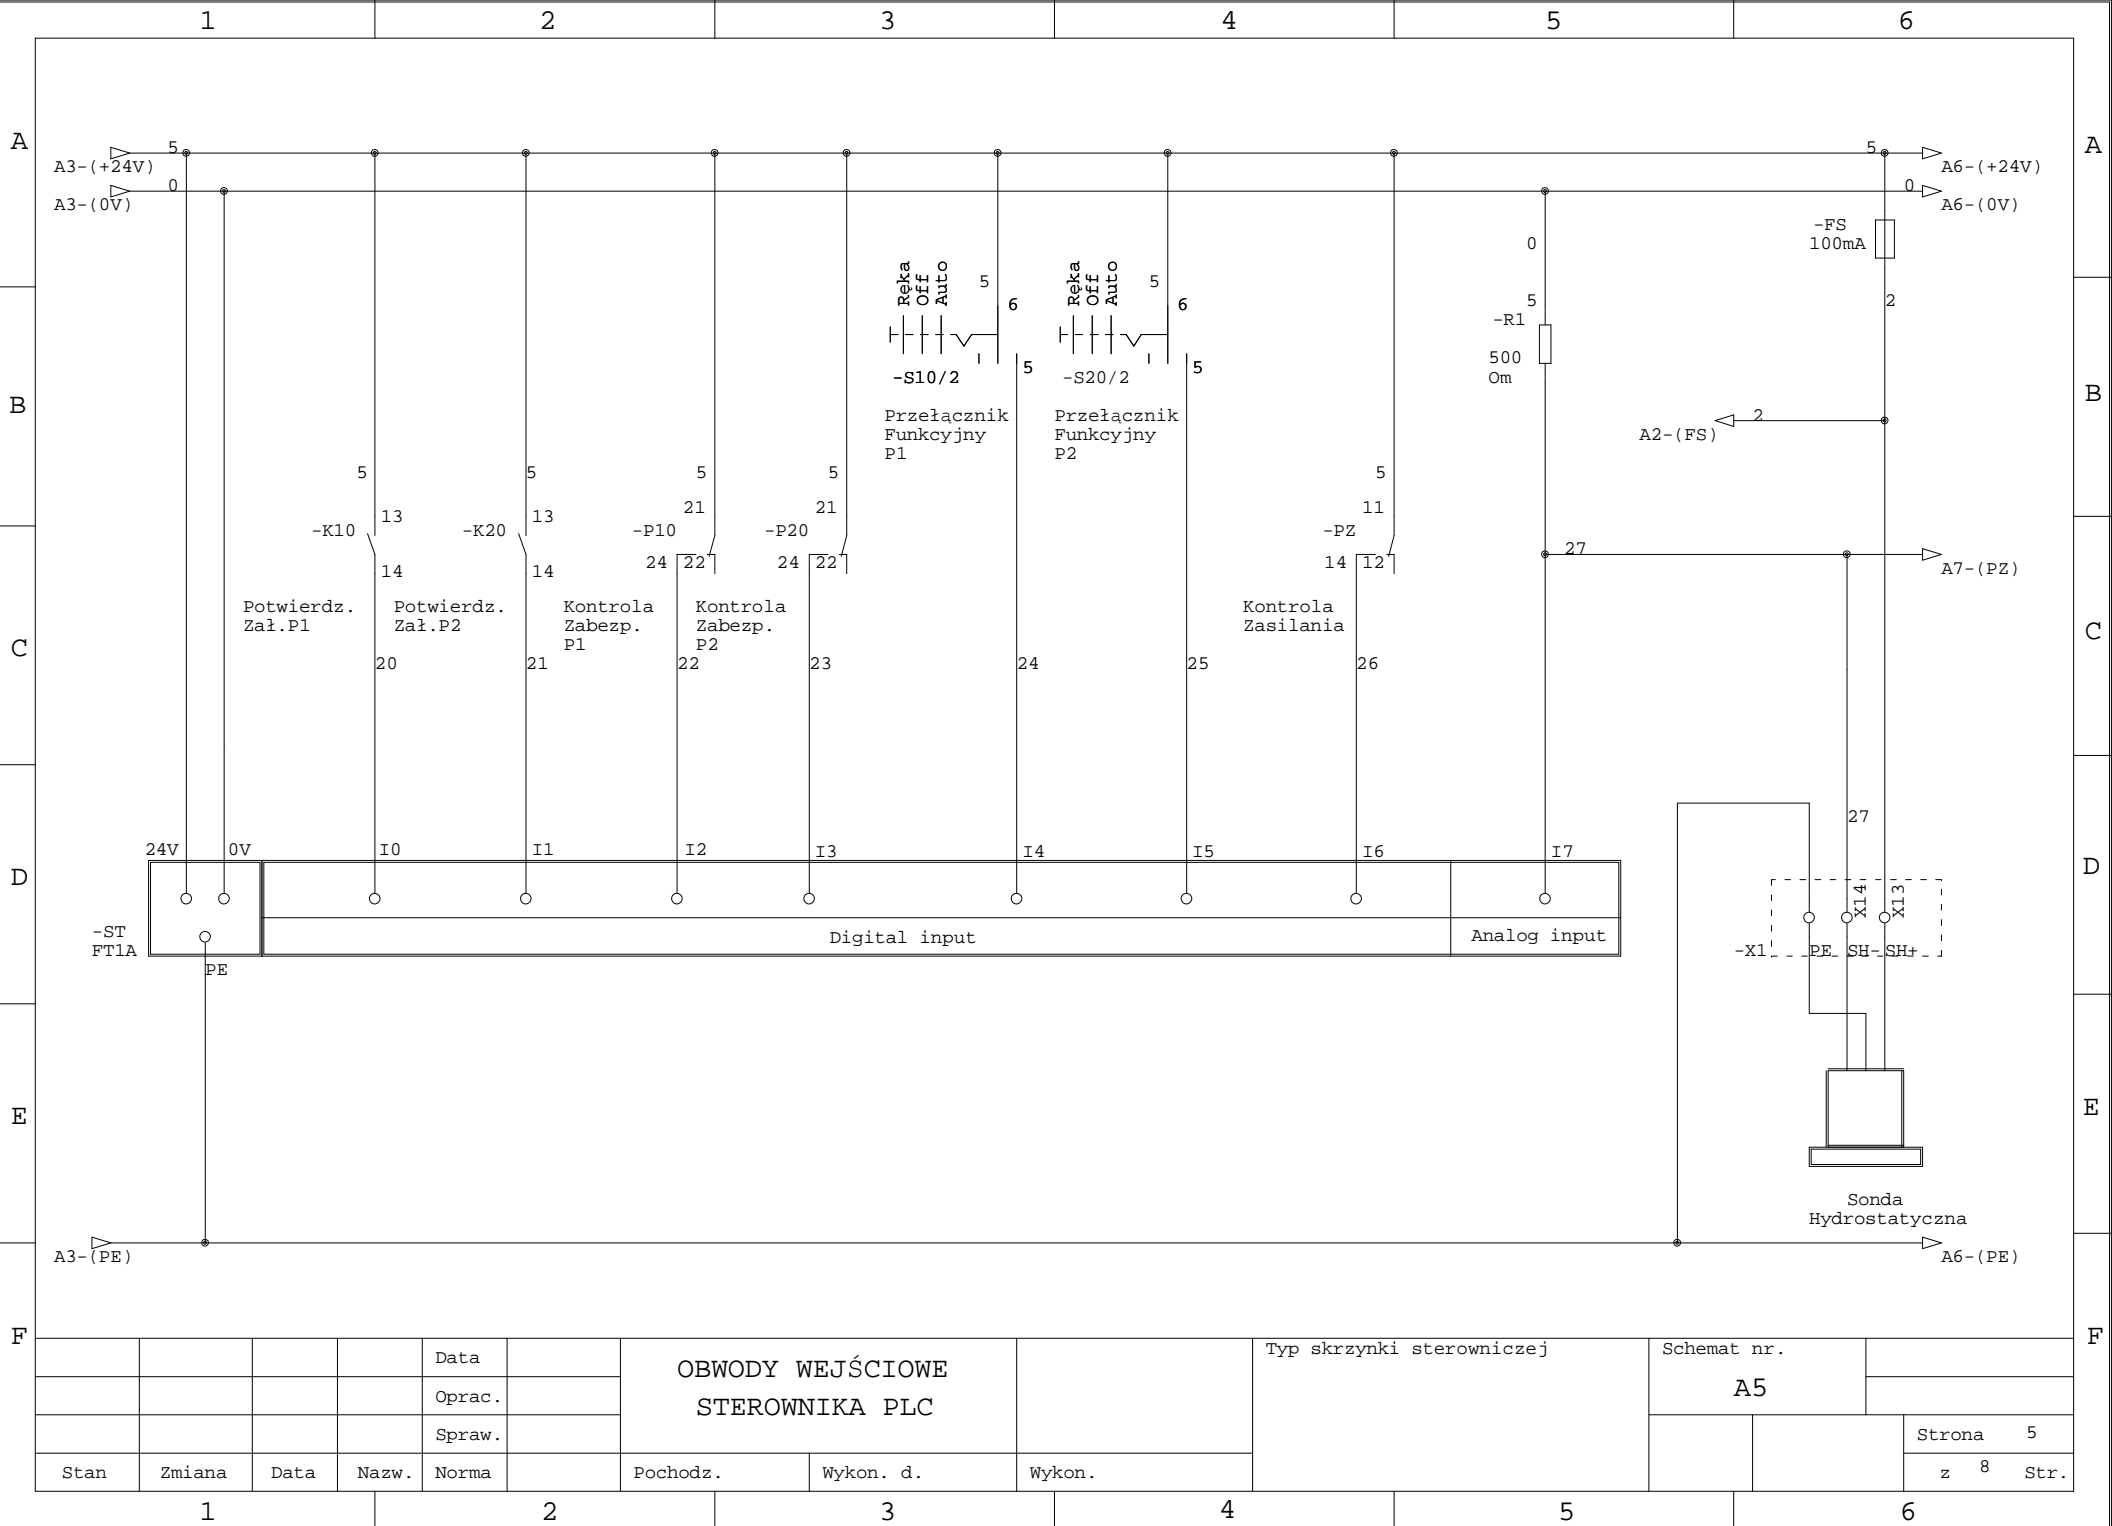 1 2 3 4 5 6
A A
5 5
A3-(+24V) A6-(+24V)
0 0
A3-(0V) A6-(0V)
-FS
100mA
0
Ręka Off Auto 5 6
Ręka Off Auto 5 6
5
2
-R1
500
Om
5 5
-S10/2 -S20/2
B B
Przełącznik
Funkcyjny
P1
Przełącznik
Funkcyjny
P2
2
A2-(FS)
5 5 5 5 5
13 13 21 21 11
-K10 -K20 -P10 -P20 -PZ
14 14 24 22 24 22 14 12
27
A7-(PZ)
Potwierdz.
Zał.P1
Potwierdz.
Zał.P2
Kontrola
Zabezp.
P1
Kontrola
Zabezp.
P2
Kontrola
Zasilania
C C
20 21 22 23 24 25 26
27
24V 0V I0 I1 I2 I3 I4 I5 I6 I7
D D
X14 X13
-ST
FT1A
Digital input Analog input
-X1 PE SH- SH+
PE
E E
Sonda
Hydrostatyczna
A3-(PE) A6-(PE)
F F
Data
Oprac.
Spraw.
Stan Zmiana Data Nazw. Norma
OBWODY WEJŚCIOWE
STEROWNIKA PLC
Pochodz. Wykon. d. Wykon.
Typ skrzynki sterowniczej
Schemat nr.
A5
Strona 5
z 8 Str.
1 2 3 4 5 6